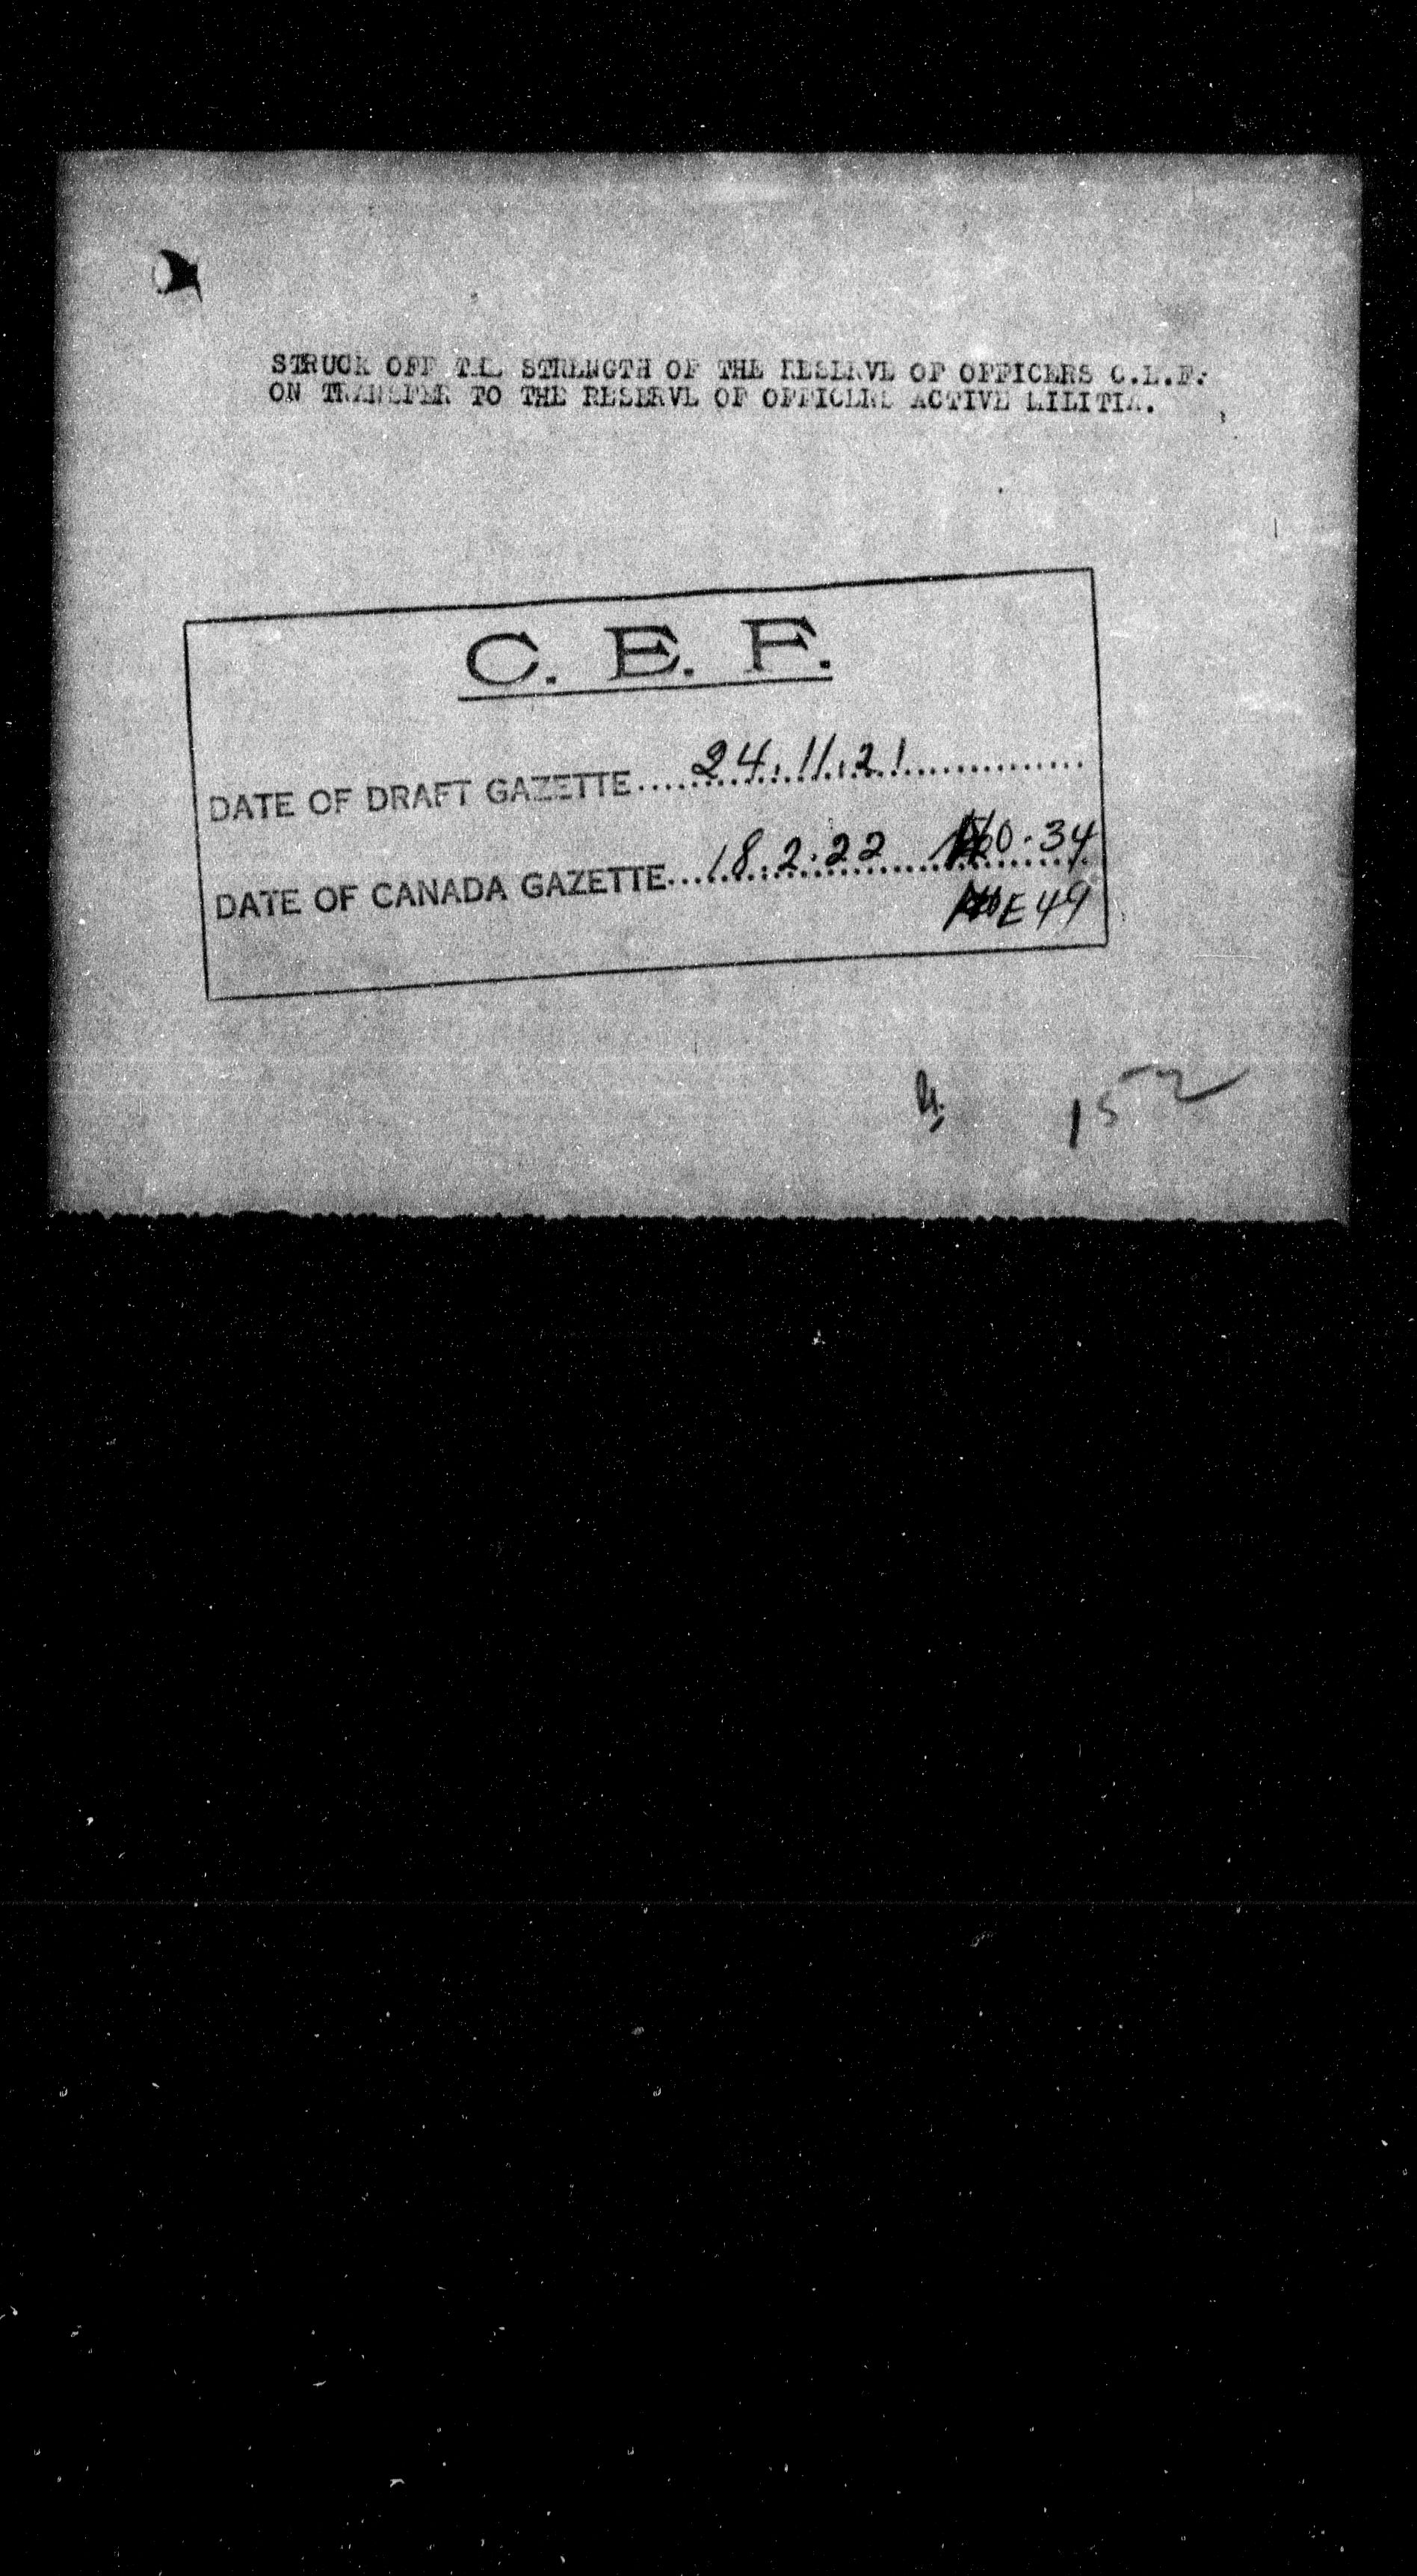 STRUCK OFF THE STRENGTH OF THE RESERVE OF OFFICERS C.E.F.
ON TRANSFER TO THE RESERVE OF OFFICERS ACTIVE MILITIA.
C. E. F.
DATE OF DRAFT GAZETTE.....24.11.21
DATE OF CANADA GAZETTE....18.2.22 0.34
E 49
152